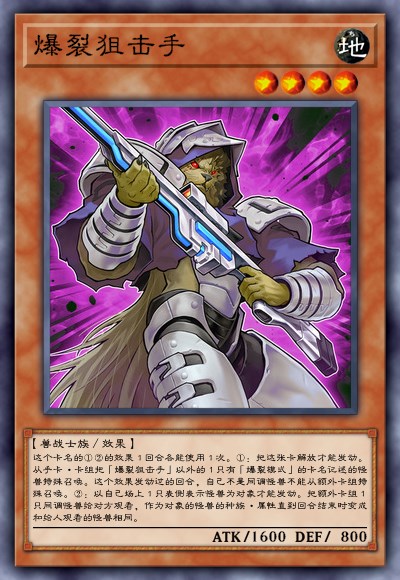 爆裂狙击手
地
【兽战士族／效果】
这个卡名的①②的效果1回合各能使用1次。①：把这张卡解放才能发动。
从手卡・卡组把「爆裂狙击手」以外的1只有「爆裂模式」的卡名记述的怪
兽特殊召唤。这个效果发动过的回合，自己不是同调怪兽不能从额外卡组特
殊召唤。②：以自己场上1只表侧表示怪兽为对象才能发动。把额外卡组1
只同调怪兽给对方观看，作为对象的怪兽的种族・属性直到回合结束时变成
和给人观看的怪兽相同。
ATK/1600 DEF/ 800